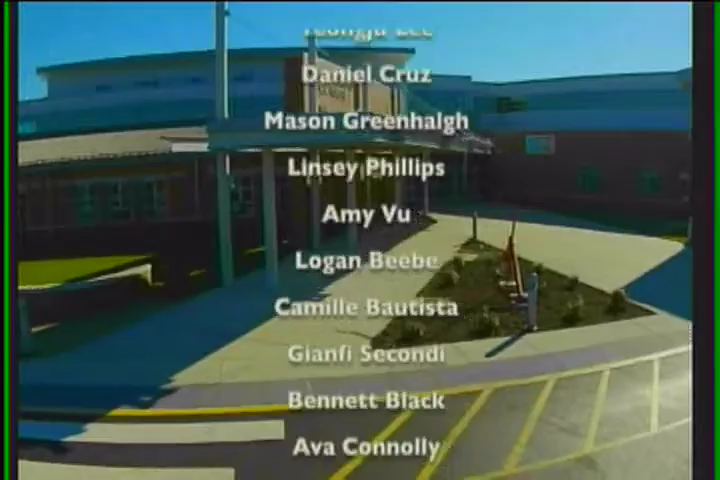 Daniel Cruz
Mason Greenhalgh
Linsey Phillips
Amy Vu
Logan Beebe
Camille Bautista
Gianfi Secondi
Bennett Black
Ava Connolly